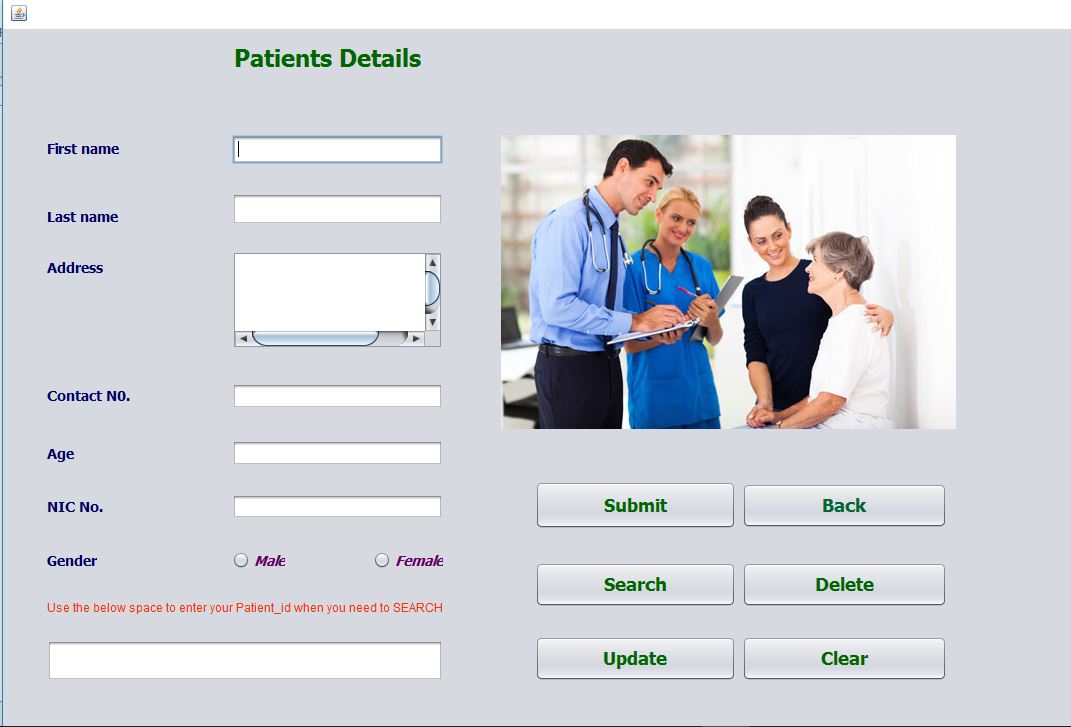 Patients Details
First name
Last name
Address
Contact N0.
Age
NIC No.
Gender
Male
Female
Use the below space to enter your Patient_id when you need to SEARCH
Submit
Back
Search
Delete
Update
Clear